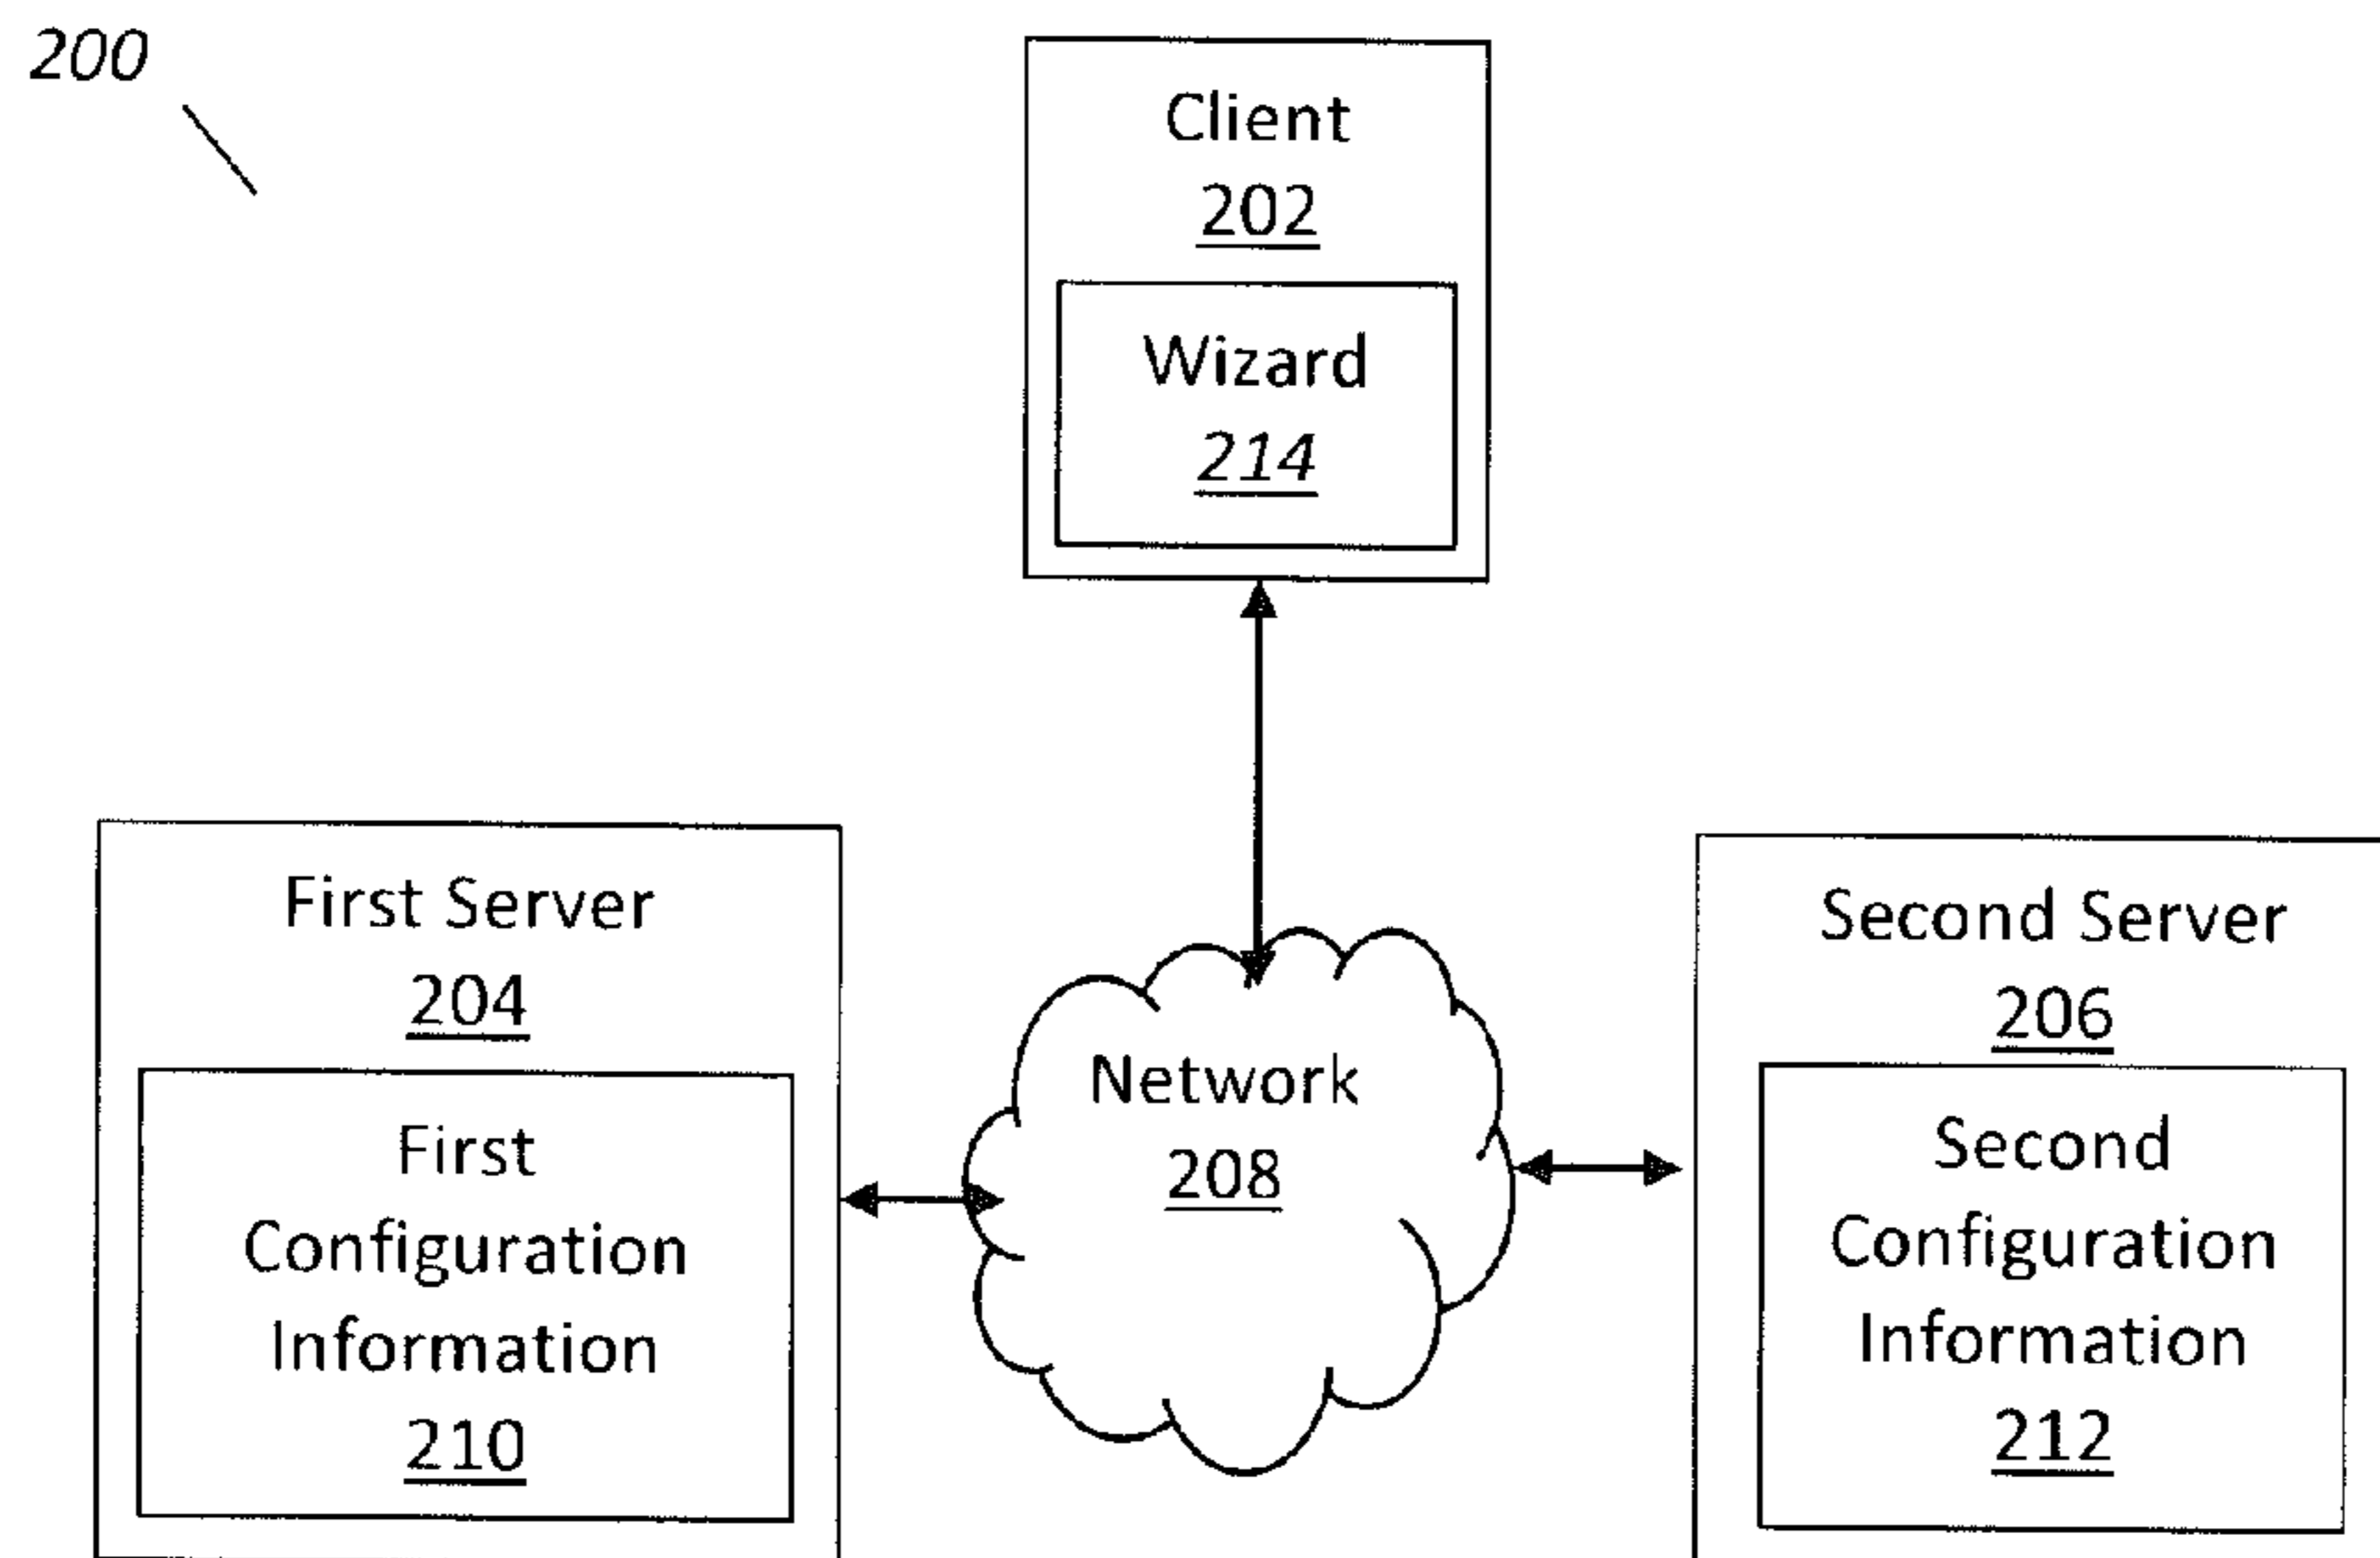 200
Client
202
Wizard
214
First Server
204
First
Configuration
Information
210
Network
208
Second Server
206
Second
Configuration
Information
212